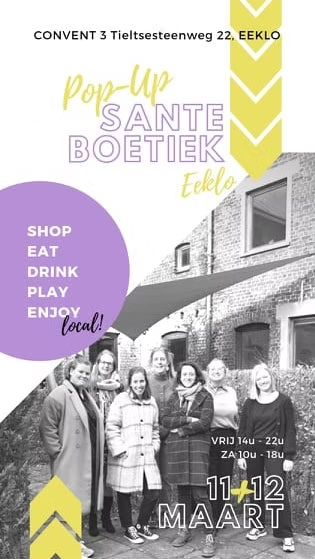 CONVENT 3 Tieltsesteenweg 22, EEKLO
Pop-Up
SANTE
BOETIEK
Eeklo
SHOP
EAT
DRINK
PLAY
ENJOY
local!
VRIJ 14u - 22u
ZA 10u - 18u
11+12
MAART